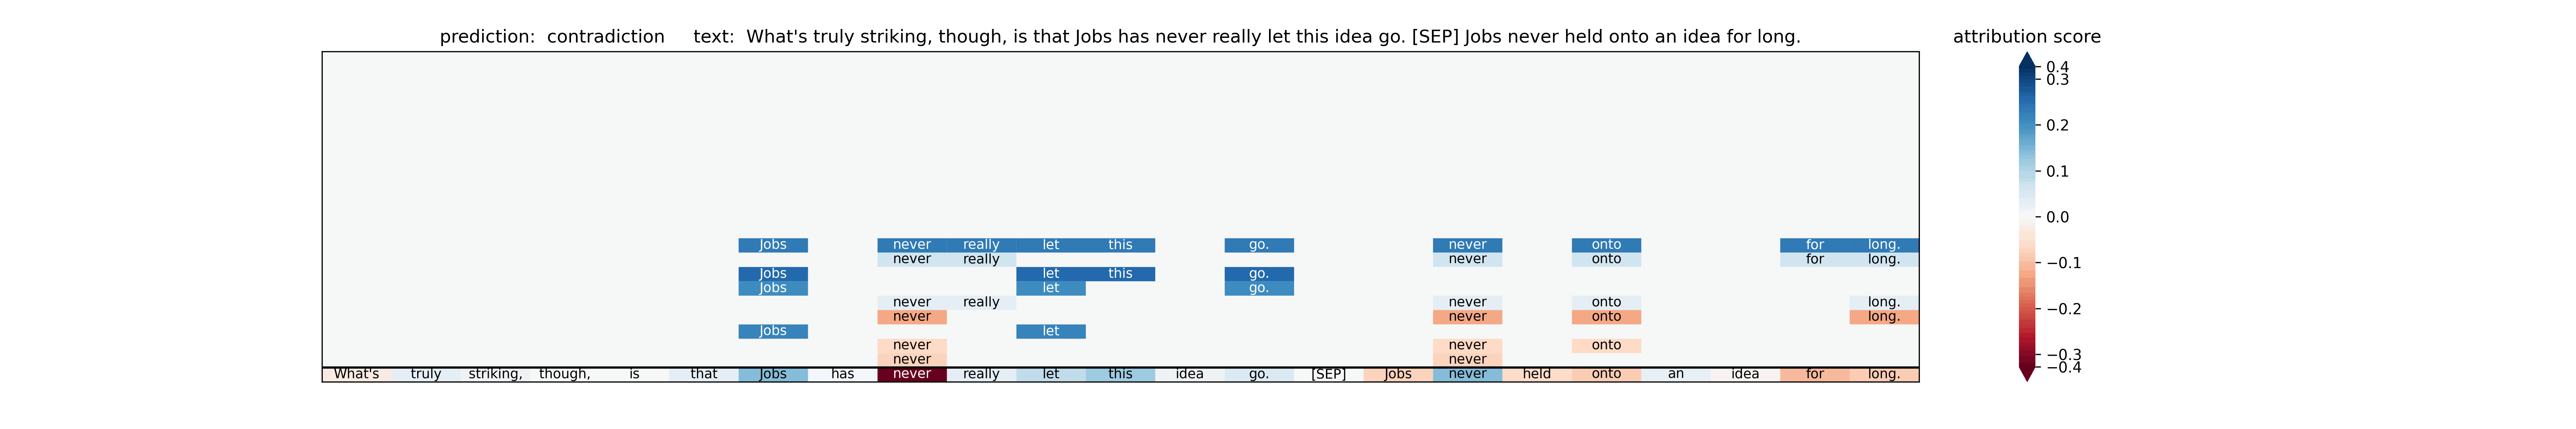 prediction:  contradiction     text:  What's truly striking, though, is that Jobs has never really let this idea go. [SEP] Jobs never held onto an idea for long.
attribution score
0.4
0.3
0.2
0.1
0.0
−0.1
−0.2
−0.3
−0.4
Jobs never really let this go. never onto for long.
never really never onto for long.
Jobs let this go.
Jobs let go.
never really never onto long.
never never onto long.
Jobs let
never never onto
never never
What's truly striking, though, is that Jobs has never really let this idea go. [SEP] Jobs never held onto an idea for long.